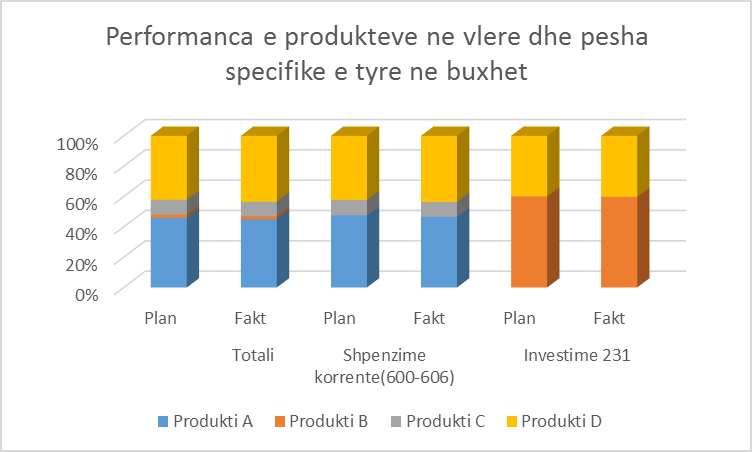 Performanca e produkteve ne vlere dhe pesha
specifike e tyre ne buxhet
100%
80%
60%
40%
20%
0%
Plan Fakt Plan Fakt Plan Fakt
Totali Shpenzime Investime 231
korrente(600-606)
Produkti A Produkti B Produkti C Produkti D